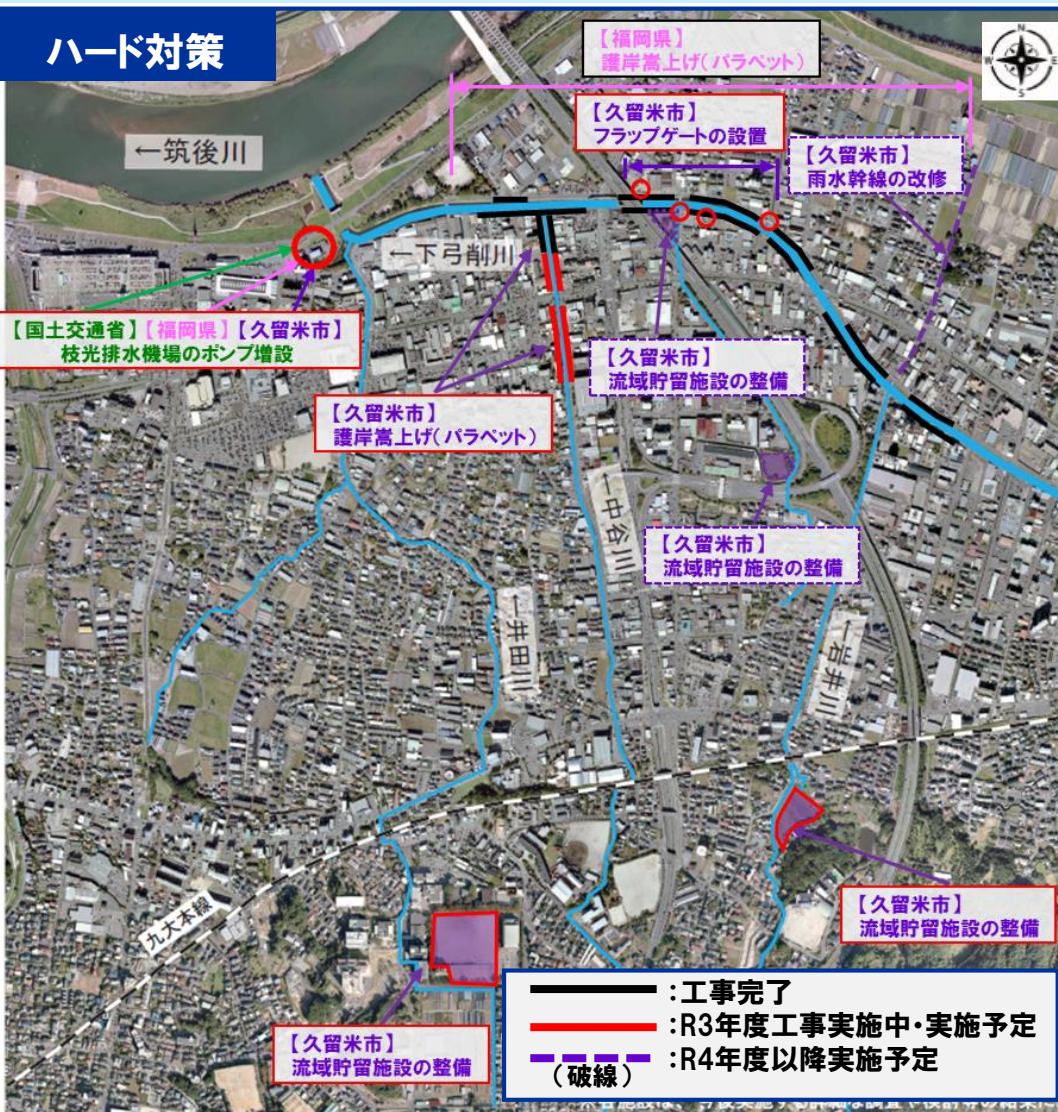 ハード対策
【福岡県】
護岸嵩上げ(パラペット)
N
W E
S
【久留米市】
フラップゲートの設置
←筑後川
【久留米市】
雨水幹線の改修
←下弓削川
【国土交通省】【福岡県】【久留米市】
枝光排水機場のポンプ増設
【久留米市】
流域貯留施設の整備
【久留米市】
護岸嵩上げ(パラペット)
←中谷川
【久留米市】
流域貯留施設の整備
←井田川
←岩井川
九大本線
【久留米市】
流域貯留施設の整備
【久留米市】
流域貯留施設の整備
:工事完了
:R3年度工事実施中・実施予定
:R4年度以降実施予定
(破線)